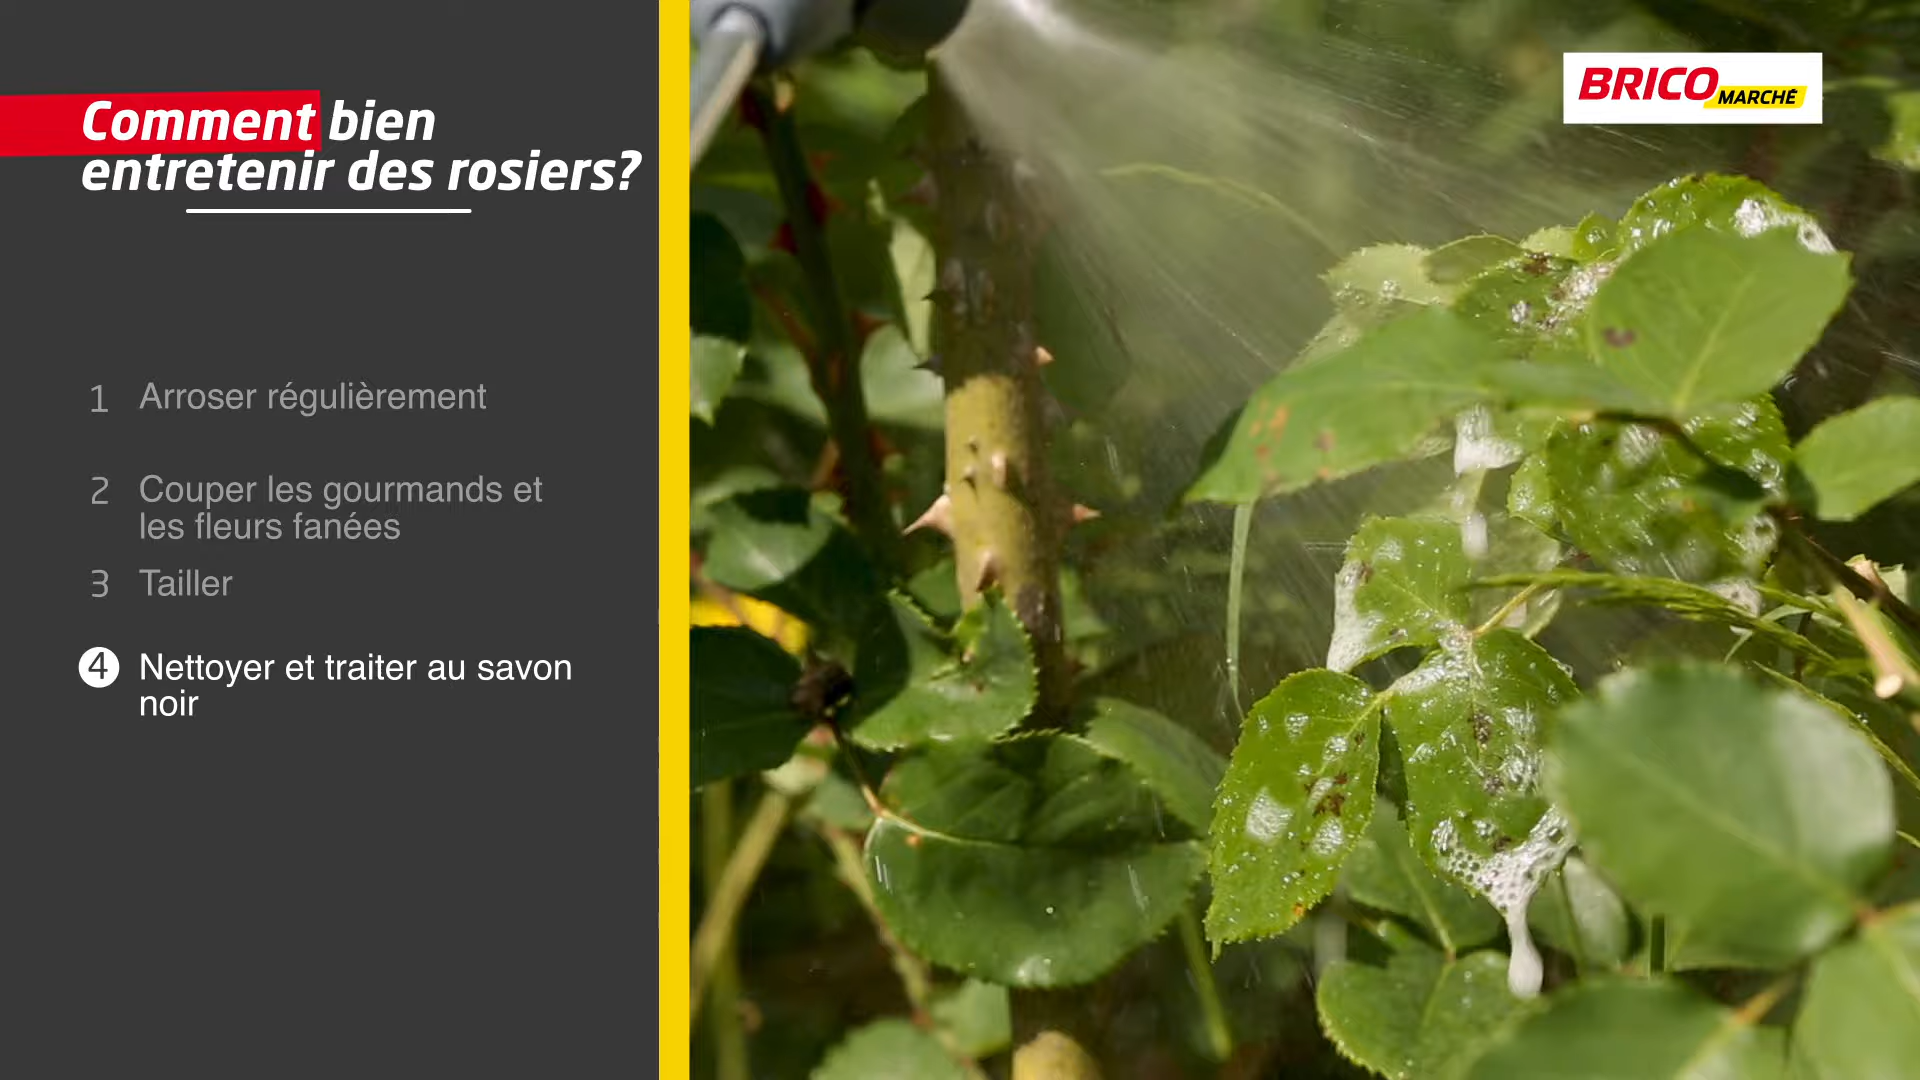 Comment bien
entretenir des rosiers?
BRICO MARCHÉ
1 Arroser régulièrement
2 Couper les gourmands et
les fleurs fanées
3 Tailler
4 Nettoyer et traiter au savon
noir